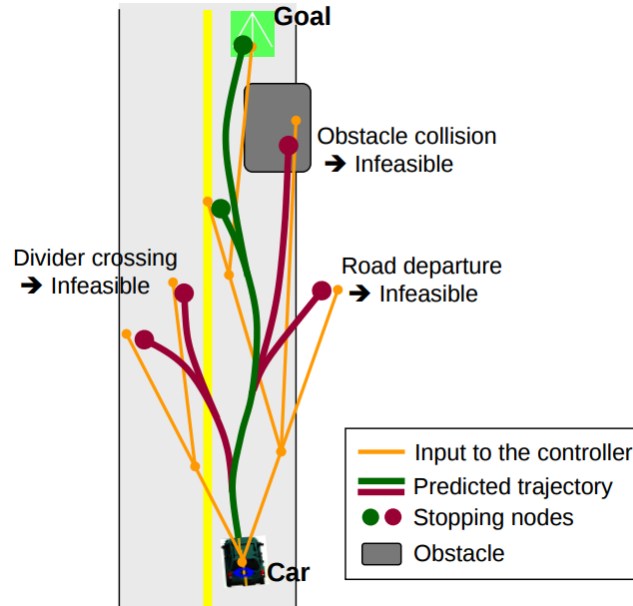 Goal
Obstacle collision
➔ Infeasible
Divider crossing
➔ Infeasible
Road departure
➔ Infeasible
Car
Input to the controller
Predicted trajectory
Stopping nodes
Obstacle